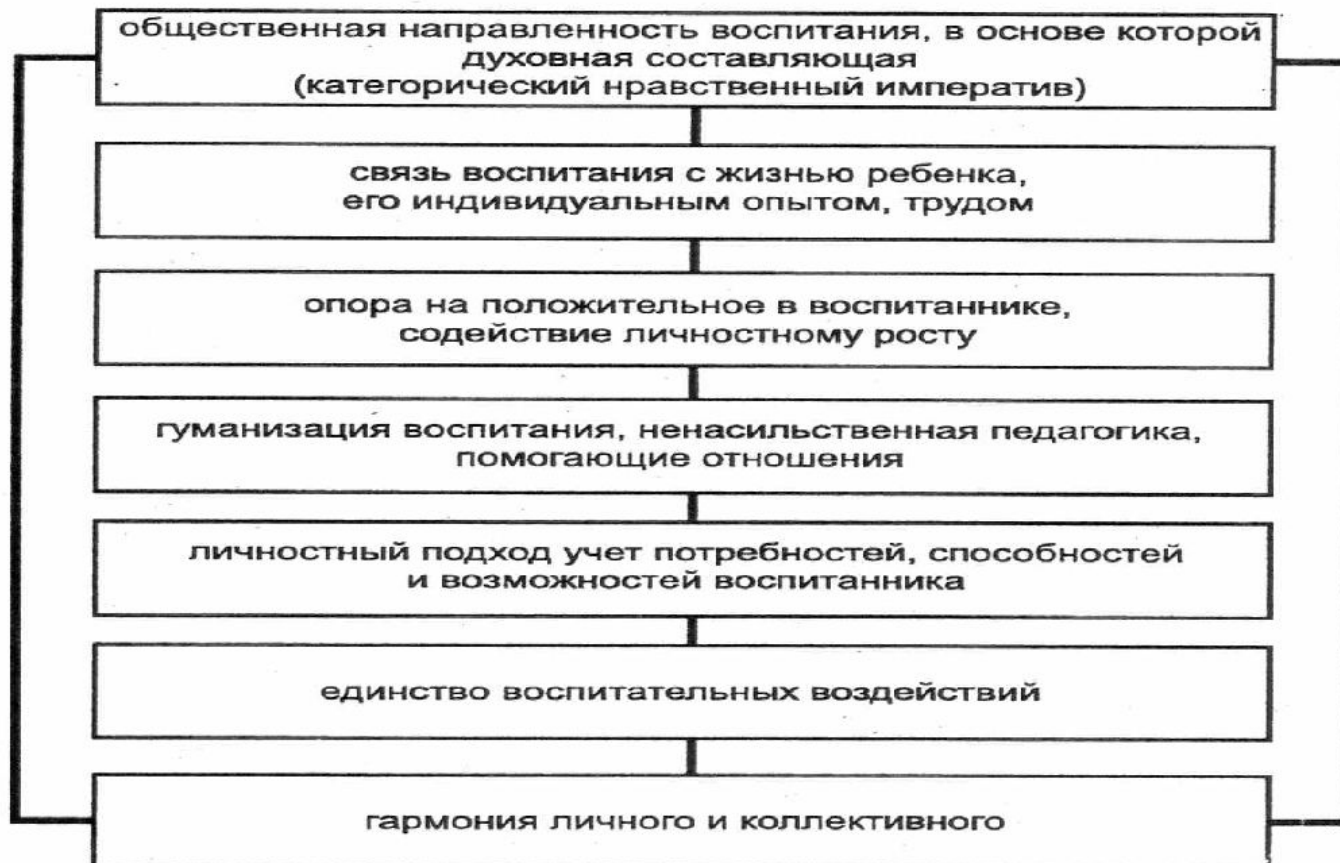 общественная направленность воспитания, в основе которой
духовная составляющая
(категорический нравственный императив)
связь воспитания с жизнью ребенка,
его индивидуальным опытом, трудом
опора на положительное в воспитаннике,
содействие личностному росту
гуманизация воспитания, ненасильственная педагогика,
помогающие отношения
личностный подход учет потребностей, способностей
и возможностей воспитанника
единство воспитательных воздействий
гармония личного и коллективного